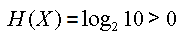 H(X) = log₂ 10 > 0